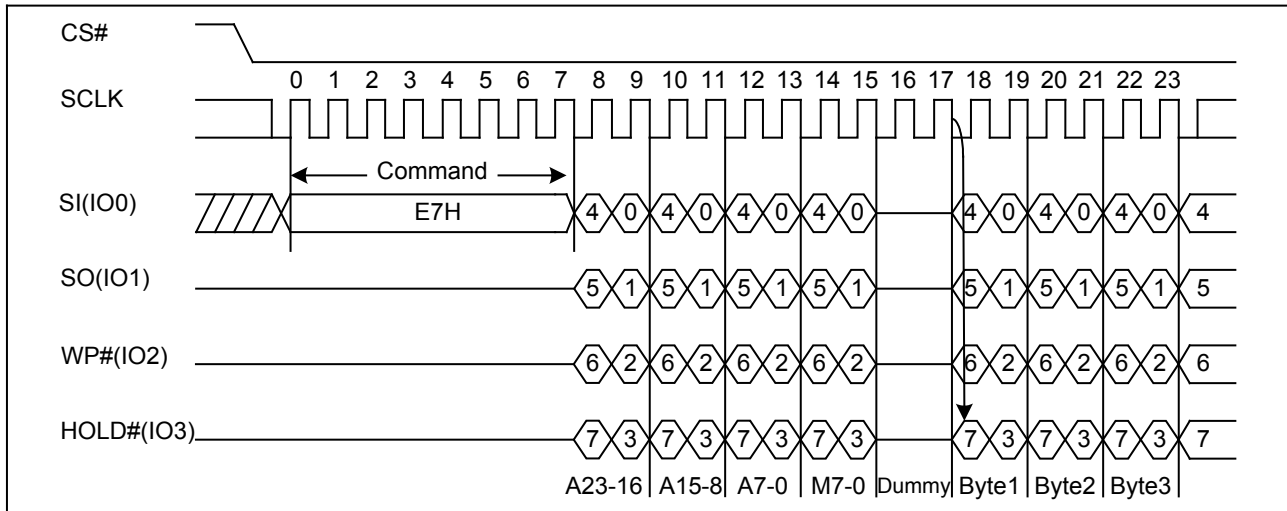 CS#
0 1 2 3 4 5 6 7 8 9 10 11 12 13 14 15 16 17 18 19 20 21 22 23
SCLK
Command
SI(IO0) E7H 4 0 4 0 4 0 4 0 4 0 4 0 4 0 4
SO(IO1) 5 1 5 1 5 1 5 1 5 1 5 1 5 1 5
WP#(IO2) 6 2 6 2 6 2 6 2 6 2 6 2 6 2 6
HOLD#(IO3) 7 3 7 3 7 3 7 3 7 3 7 3 7 3 7
A23-16 A15-8 A7-0 M7-0 Dummy Byte1 Byte2 Byte3